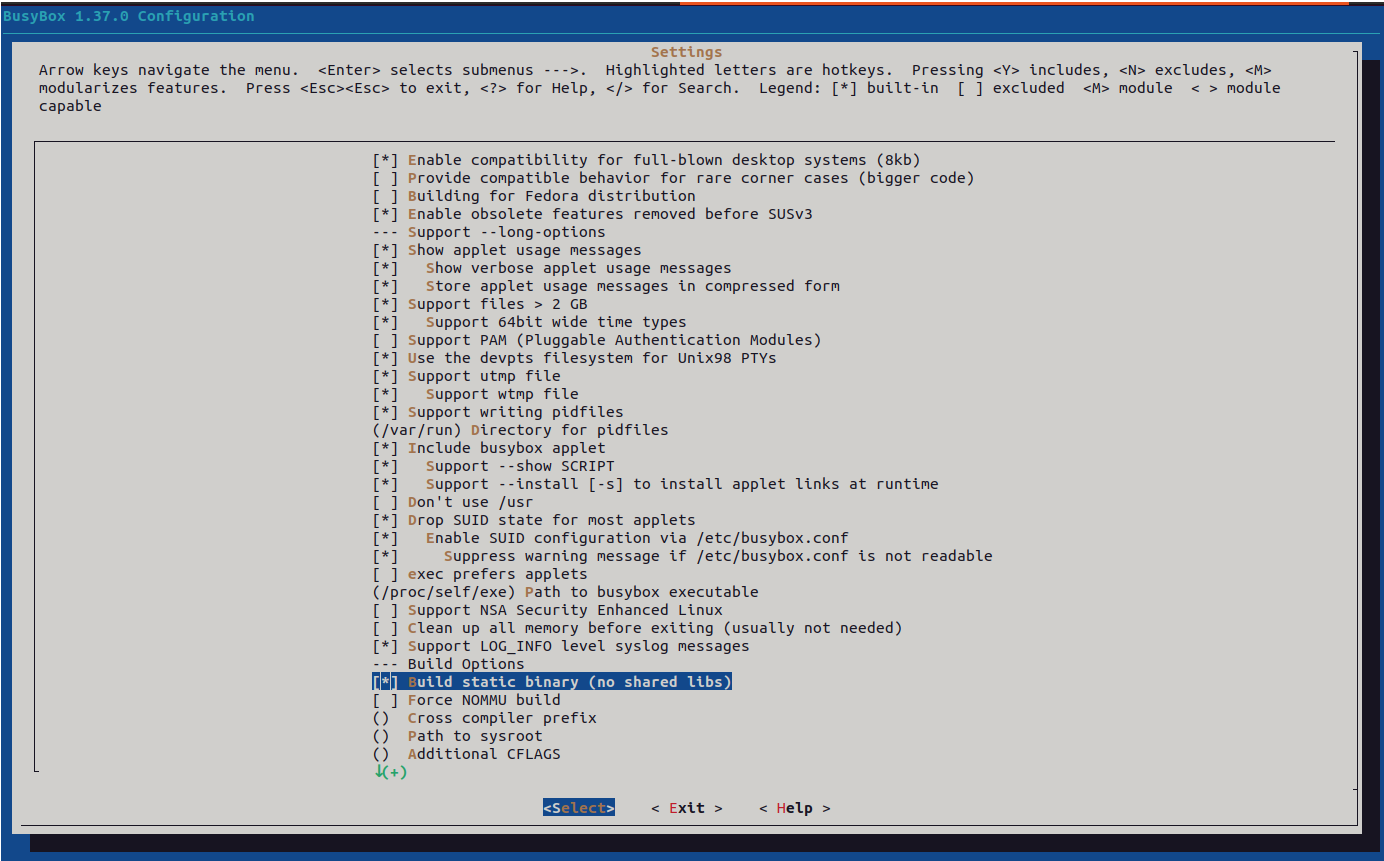 BusyBox 1.37.0 Configuration
Settings
Arrow keys navigate the menu.  <Enter> selects submenus --->.  Highlighted letters are hotkeys.  Pressing <Y> includes, <N> excludes, <M>
modularizes features.  Press <Esc><Esc> to exit, <?> for Help, </> for Search.  Legend: [*] built-in  [ ] excluded  <M> module  < > module
capable
[*] Enable compatibility for full-blown desktop systems (8kb)
[ ] Provide compatible behavior for rare corner cases (bigger code)
[ ] Building for Fedora distribution
[*] Enable obsolete features removed before SUSv3
--- Support --long-options
[*] Show applet usage messages
[*]   Show verbose applet usage messages
[*]   Store applet usage messages in compressed form
[*] Support files > 2 GB
[*]   Support 64bit wide time types
[ ] Support PAM (Pluggable Authentication Modules)
[*] Use the devpts filesystem for Unix98 PTYs
[*] Support utmp file
[*]   Support wtmp file
[*] Support writing pidfiles
(/var/run) Directory for pidfiles
[*] Include busybox applet
[*]   Support --show SCRIPT
[*]   Support --install [-s] to install applet links at runtime
[ ] Don't use /usr
[*] Drop SUID state for most applets
[*]   Enable SUID configuration via /etc/busybox.conf
[*]     Suppress warning message if /etc/busybox.conf is not readable
[ ] exec prefers applets
(/proc/self/exe) Path to busybox executable
[ ] Support NSA Security Enhanced Linux
[ ] Clean up all memory before exiting (usually not needed)
[*] Support LOG_INFO level syslog messages
--- Build Options
[*] Build static binary (no shared libs)
[ ] Force NOMMU build
()  Cross compiler prefix
()  Path to sysroot
()  Additional CFLAGS
↓(+)
<Select>    < Exit >    < Help >